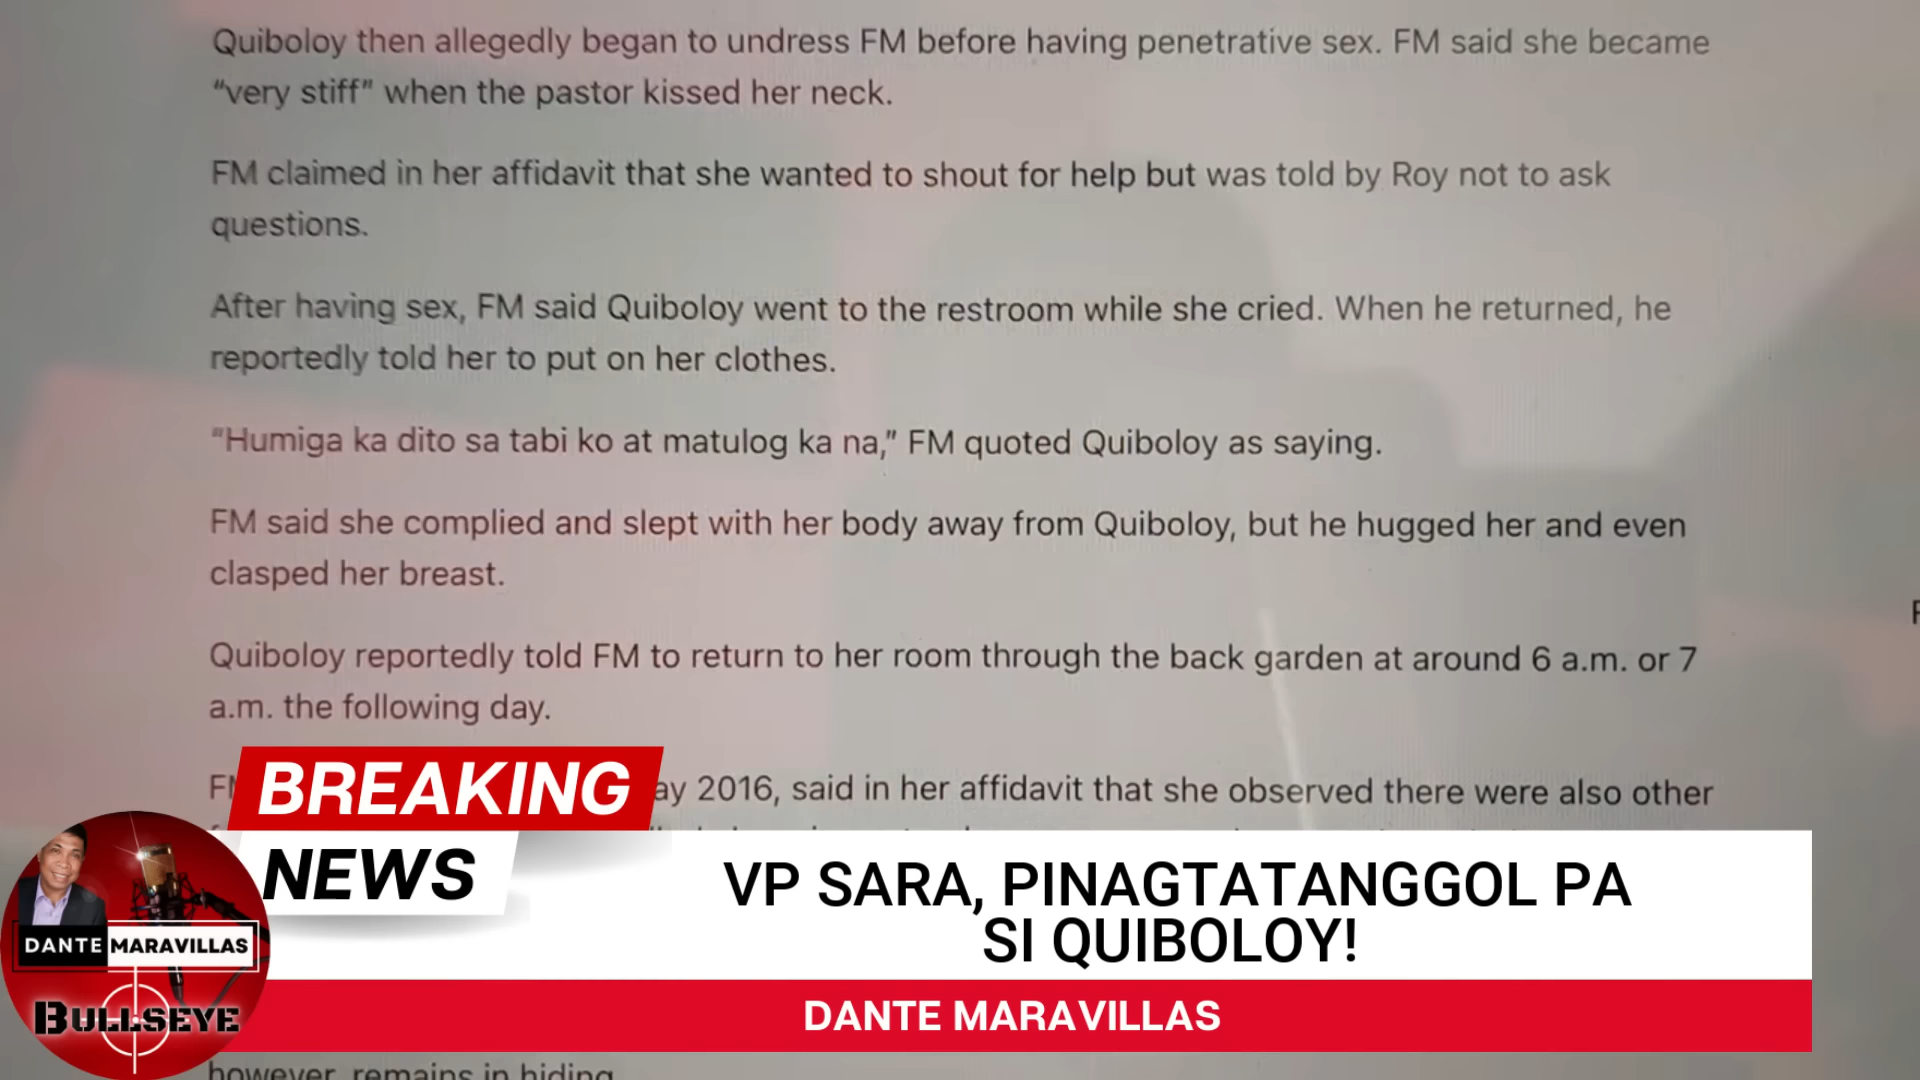 Quiboloy then allegedly began to undress FM before having penetrative sex. FM said she became
"very stiff" when the pastor kissed her neck.
FM claimed in her affidavit that she wanted to shout for help but was told by Roy not to ask
questions.
After having sex, FM said Quiboloy went to the restroom while she cried. When he returned, he
reportedly told her to put on her clothes.
"Humiga ka dito sa tabi ko at matulog ka na," FM quoted Quiboloy as saying.
FM said she complied and slept with her body away from Quiboloy, but he hugged her and even
clasped her breast.
Quiboloy reportedly told FM to return to her room through the back garden at around 6 a.m. or 7
a.m. the following day.
2016, said in her affidavit that she observed there were also other
BREAKING
NEWS
VP SARA, PINAGTATANGGOL PA
SI QUIBOLOY!
DANTE MARAVILLAS
DANTE MARAVILLAS
BULLSEYE
however, remains in hiding